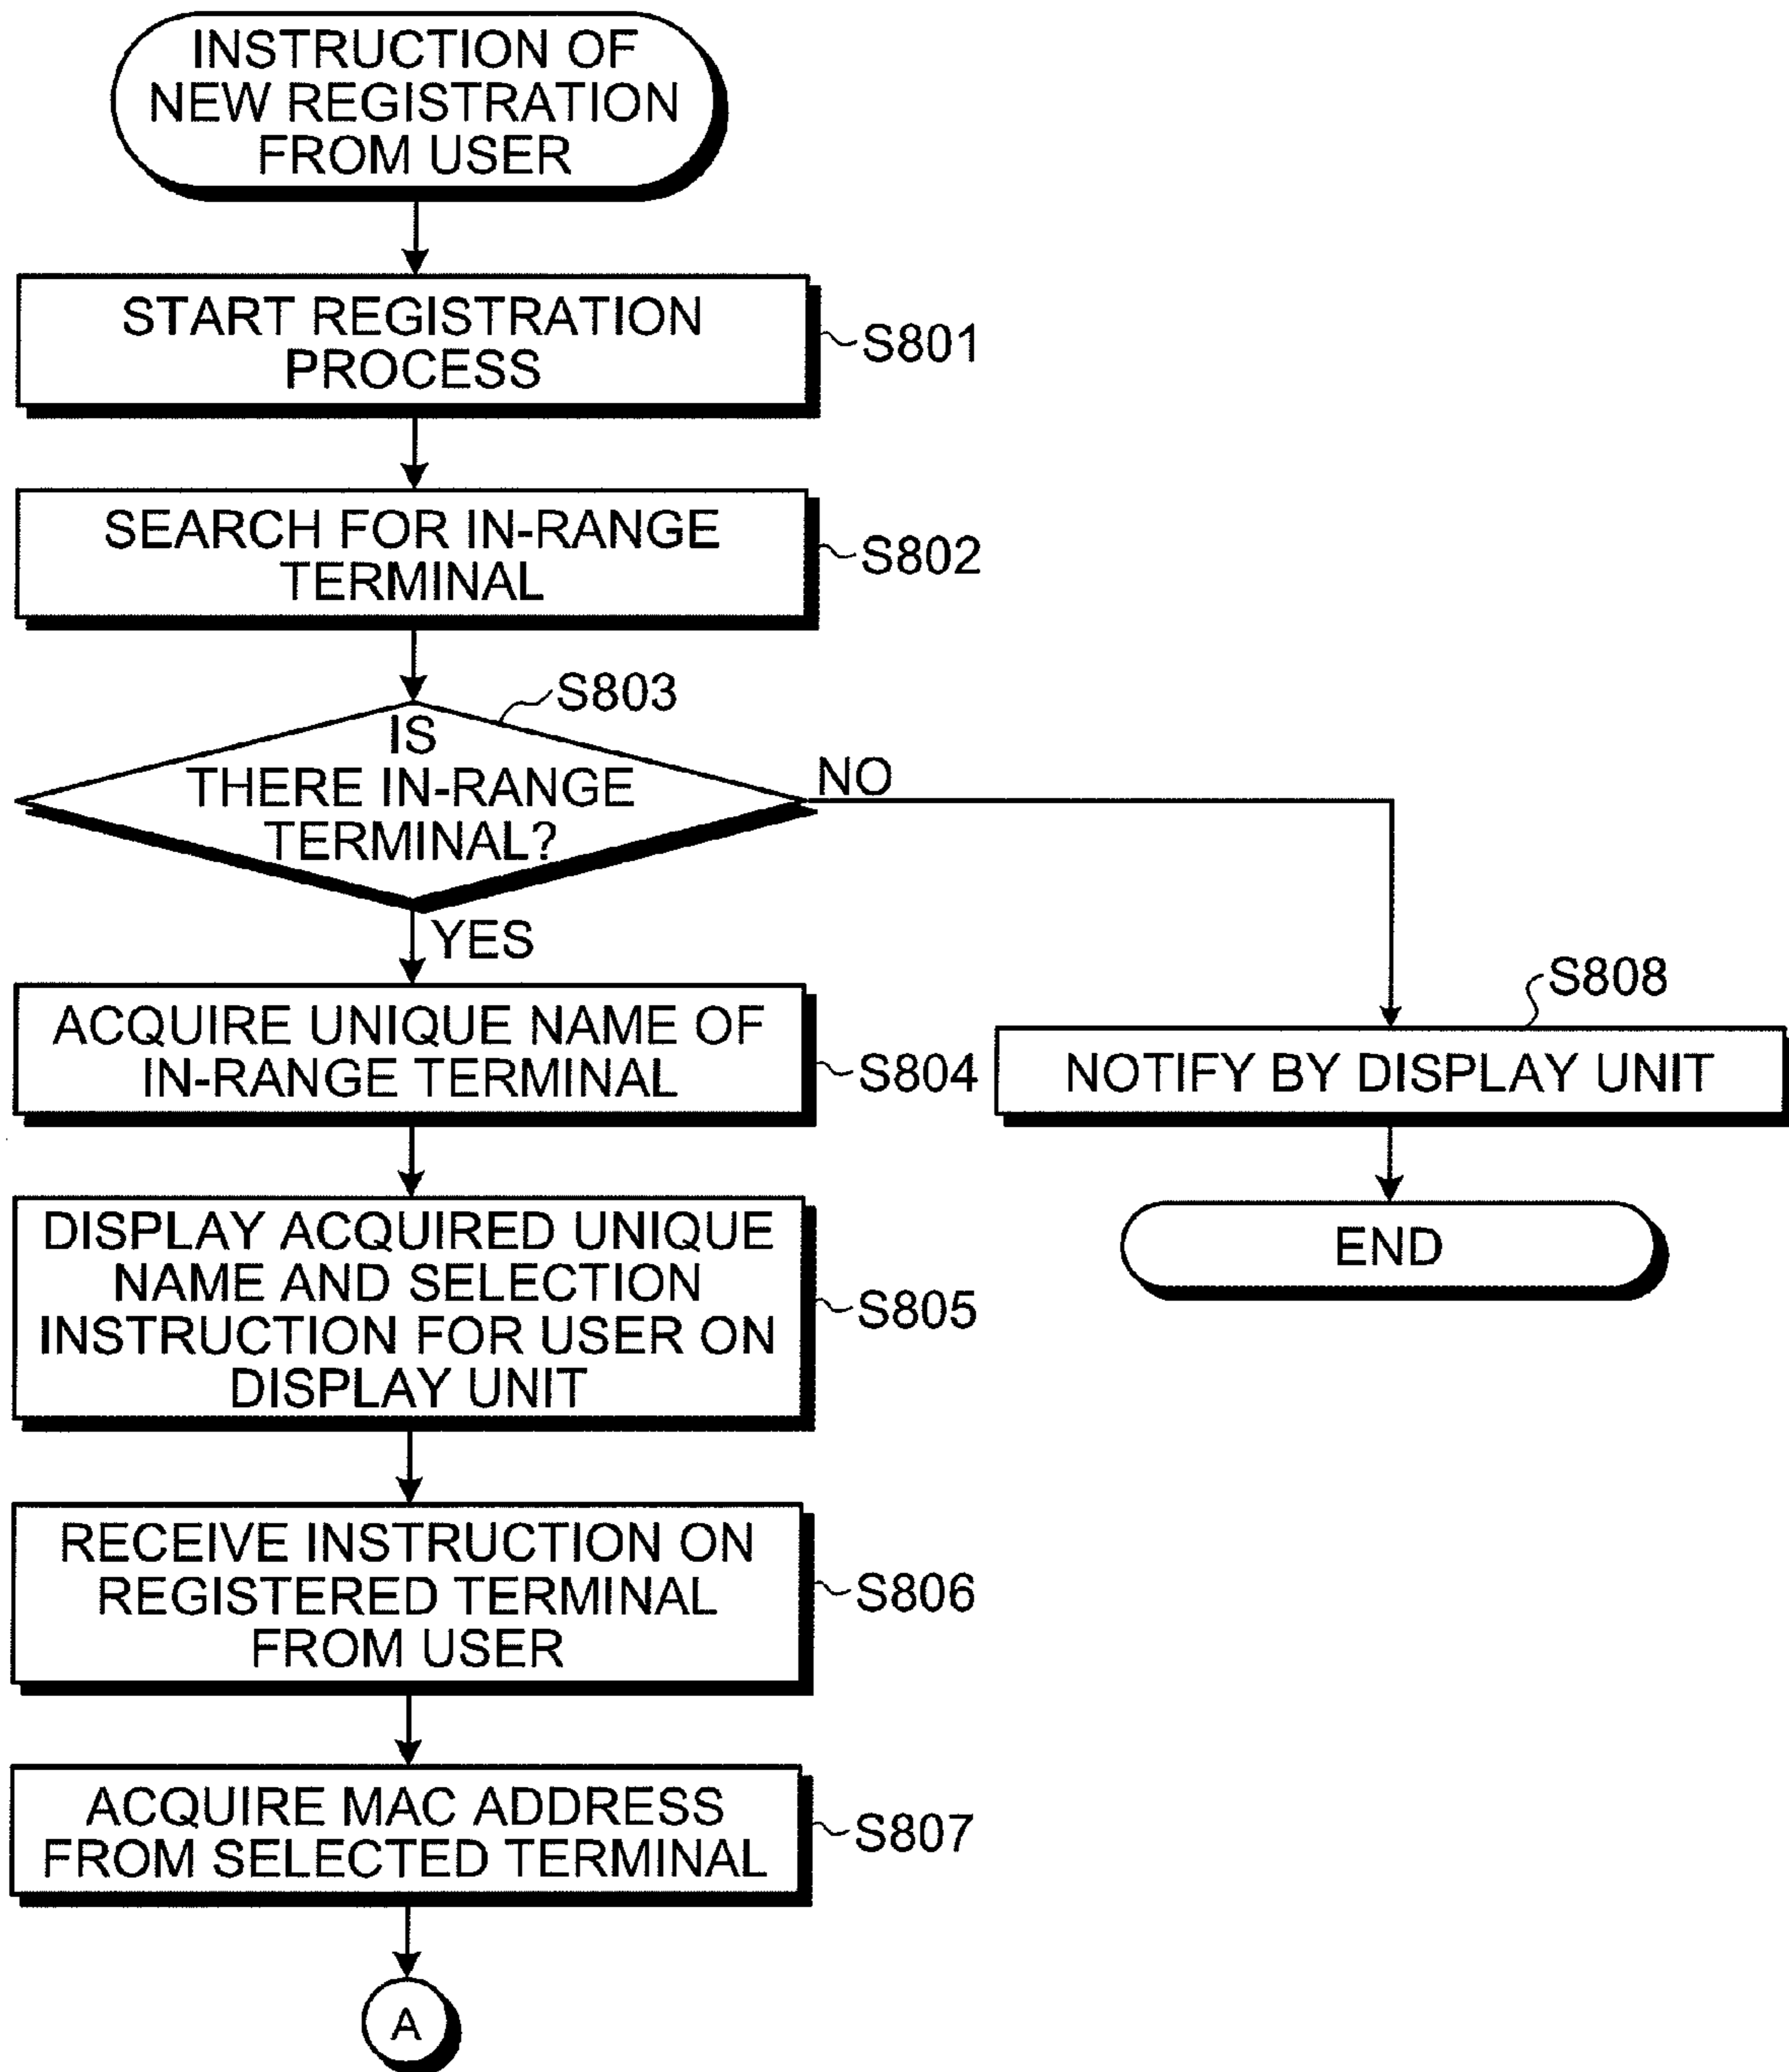 INSTRUCTION OF
NEW REGISTRATION
FROM USER
START REGISTRATION
PROCESS
S801
SEARCH FOR IN-RANGE
TERMINAL
S802
S803
IS
THERE IN-RANGE
TERMINAL?
NO
YES
ACQUIRE UNIQUE NAME OF
IN-RANGE TERMINAL
S804
S808
NOTIFY BY DISPLAY UNIT
END
DISPLAY ACQUIRED UNIQUE
NAME AND SELECTION
INSTRUCTION FOR USER ON
DISPLAY UNIT
S805
RECEIVE INSTRUCTION ON
REGISTERED TERMINAL
FROM USER
S806
ACQUIRE MAC ADDRESS
FROM SELECTED TERMINAL
S807
A